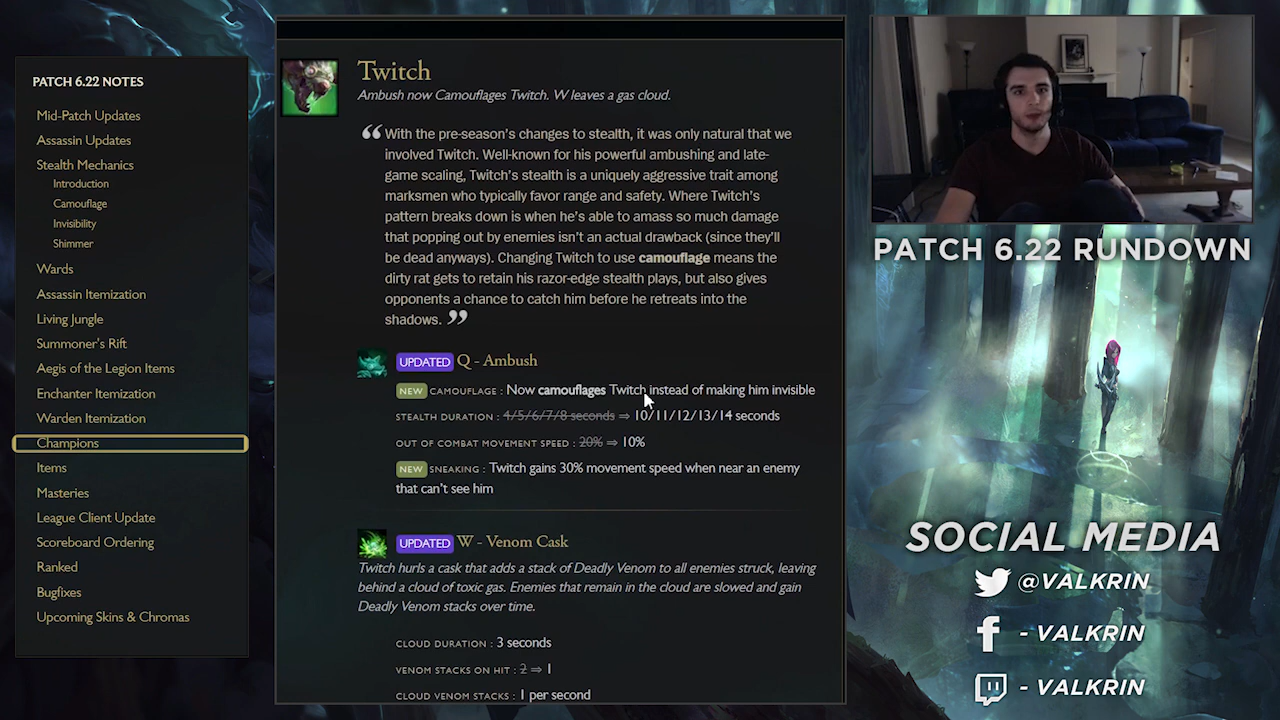 PATCH 6.22 NOTES
Mid-Patch Updates
Assassin Updates
Stealth Mechanics
Introduction
Camouflage
Invisibility
Shimmer
Wards
Assassin Itemization
Living Jungle
Summoner's Rift
Aegis of the Legion Items
Enchanter Itemization
Warden Itemization
Champions
Items
Masteries
League Client Update
Scoreboard Ordering
Ranked
Bugfixes
Upcoming Skins & Chromas
Twitch
Ambush now Camouflages Twitch. W leaves a gas cloud.
“ With the pre-season’s changes to stealth, it was only natural that we
involved Twitch. Well-known for his powerful ambushing and late-
game scaling, Twitch’s stealth is a uniquely aggressive trait among
marksmen who typically favor range and safety. Where Twitch’s
pattern breaks down is when he’s able to amass so much damage
that popping out by enemies isn’t an actual drawback (since they’ll
be dead anyways). Changing Twitch to use camouflage means the
dirty rat gets to retain his razor-edge stealth plays, but also gives
opponents a chance to catch him before he retreats into the
shadows. ”
UPDATED Q - Ambush
NEW CAMOUFLAGE : Now camouflages Twitch instead of making him invisible
STEALTH DURATION : 4/5/6/7/8 seconds ⇒ 10/11/12/13/14 seconds
OUT OF COMBAT MOVEMENT SPEED : 20% ⇒ 10%
NEW SNEAKING : Twitch gains 30% movement speed when near an enemy
that can’t see him
UPDATED W - Venom Cask
Twitch hurls a cask that adds a stack of Deadly Venom to all enemies struck, leaving
behind a cloud of toxic gas. Enemies that remain in the cloud are slowed and gain
Deadly Venom stacks over time.
CLOUD DURATION : 3 seconds
VENOM STACKS ON HIT : 2 ⇒ 1
CLOUD VENOM STACKS : 1 per second
PATCH 6.22 RUNDOWN
SOCIAL MEDIA
@VALKRIN
- VALKRIN
- VALKRIN